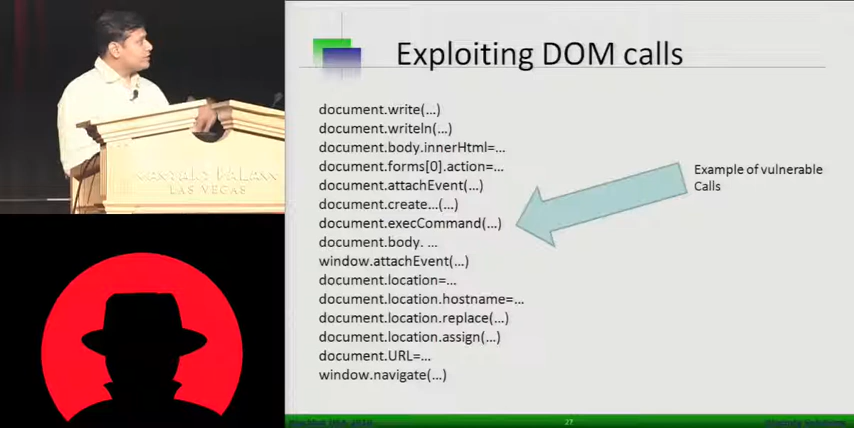 Exploiting DOM calls
document.write(...)
document.writeln(...)
document.body.innerHtml=...
document.forms[0].action=...
document.attachEvent(...)
document.create...(...)
document.execCommand(...)
document.body. ...
window.attachEvent(...)
document.location=...
document.location.hostname=...
document.location.replace(...)
document.location.assign(...)
document.URL=...
window.navigate(...)
Example of vulnerable
Calls
LAS VEGAS
27